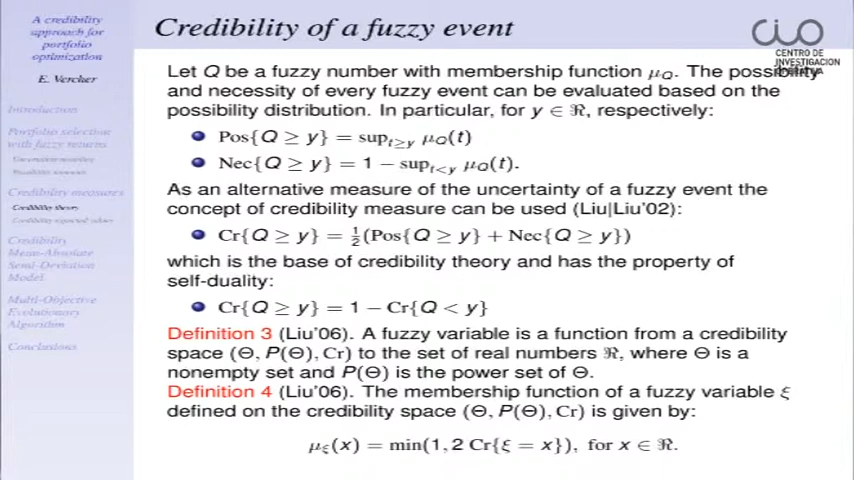 A credibility
approach for
portfolio
optimization
E. Vercher
Introduction
Portfolio selection
with fuzzy returns
Credibility measures
Credibility theory
Credibility expected values
Credibility
Mean-Absolute
Semi-Deviation
Model
Multi-Objective
Evolutionary
Algorithm
Conclusions
Credibility of a fuzzy event
CIO
CENTRO DE
INVESTIGACION
OPERATIVA
Let Q be a fuzzy number with membership function μ_Q. The possibility
and necessity of every fuzzy event can be evaluated based on the
possibility distribution. In particular, for y ∈ ℜ, respectively:
Pos{Q ≥ y} = sup_{t≥y} μ_Q(t)
Nec{Q ≥ y} = 1 − sup_{t<y} μ_Q(t).
As an alternative measure of the uncertainty of a fuzzy event the
concept of credibility measure can be used (Liu|Liu'02):
Cr{Q ≥ y} = ½(Pos{Q ≥ y} + Nec{Q ≥ y})
which is the base of credibility theory and has the property of
self-duality:
Cr{Q ≥ y} = 1 − Cr{Q < y}
Definition 3 (Liu'06). A fuzzy variable is a function from a credibility
space (Θ, P(Θ), Cr) to the set of real numbers ℜ, where Θ is a
nonempty set and P(Θ) is the power set of Θ.
Definition 4 (Liu'06). The membership function of a fuzzy variable ξ
defined on the credibility space (Θ, P(Θ), Cr) is given by:
μ_ξ(x) = min(1, 2 Cr{ξ = x}), for x ∈ ℜ.